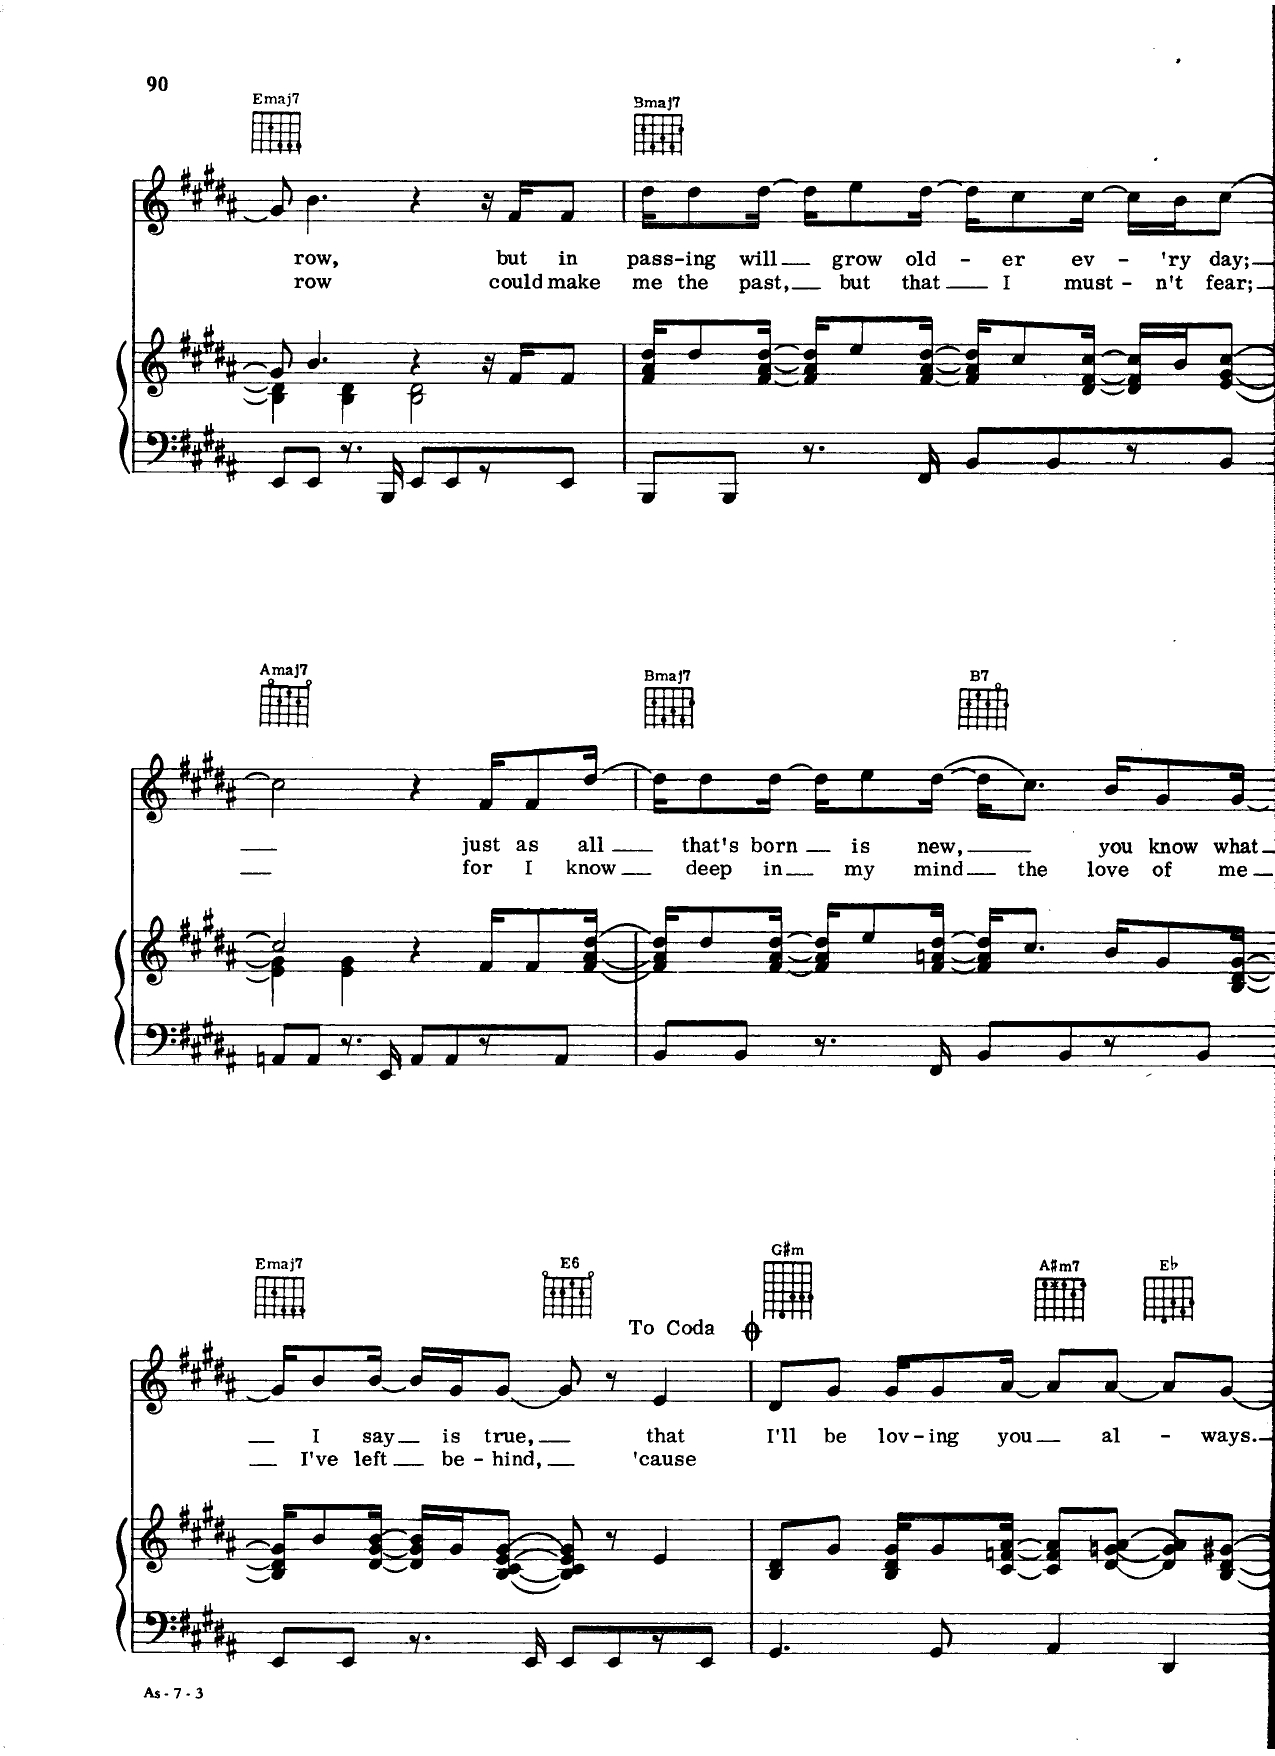 90
Emaj7 Bmaj7
row, but in pass-ing will grow old - er ev - 'ry day;
row could make me the past, but that I must - n't fear;
Amaj7 Bmaj7 B7
just as all that's born is new, you know what
for I know deep in my mind the love of me
Emaj7 E6 G#m A#m7 E♭
To Coda
I say is true, that I'll be lov-ing you al - ways.
I've left be - hind, 'cause
As - 7 - 3